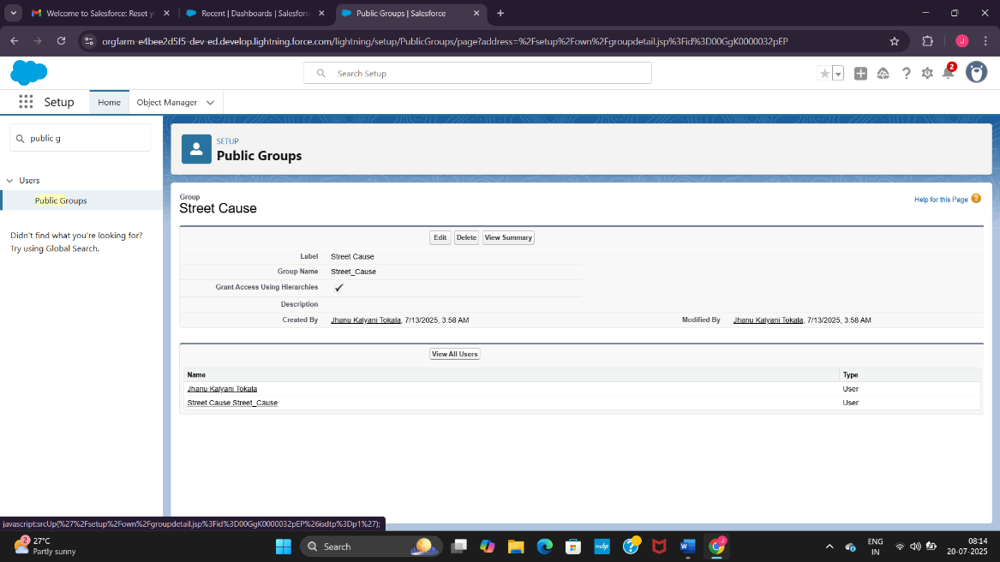 Welcome to Salesforce: Reset yo
Recent | Dashboards | Salesforc
Public Groups | Salesforce
orgfarm-e4bee2d5f5-dev-ed.develop.lightning.force.com/lightning/setup/PublicGroups/page?address=%2Fsetup%2Fown%2Fgroupdetail.jsp%3Fid%3D00GgK0000032pEP
J
Search Setup
2
Setup
Home
Object Manager
public g
Users
Public Groups
Didn't find what you're looking for?
Try using Global Search.
SETUP
Public Groups
Group
Street Cause
Help for this Page ?
Edit Delete View Summary
Label Street Cause
Group Name Street_Cause
Grant Access Using Hierarchies ✓
Description
Created By Jhanu Kalyani Tokala, 7/13/2025, 3:58 AM Modified By Jhanu Kalyani Tokala, 7/13/2025, 3:58 AM
View All Users
Name Type
Jhanu Kalyani Tokala User
Street Cause Street_Cause User
javascript:srcUp(%27%2Fsetup%2Fown%2Fgroupdetail.jsp%3Fid%3D00GgK0000032pEP%26isdtp%3Dp1%27);
2
27°C
Partly sunny
Search
myhp
ENG
IN
08:14
20-07-2025